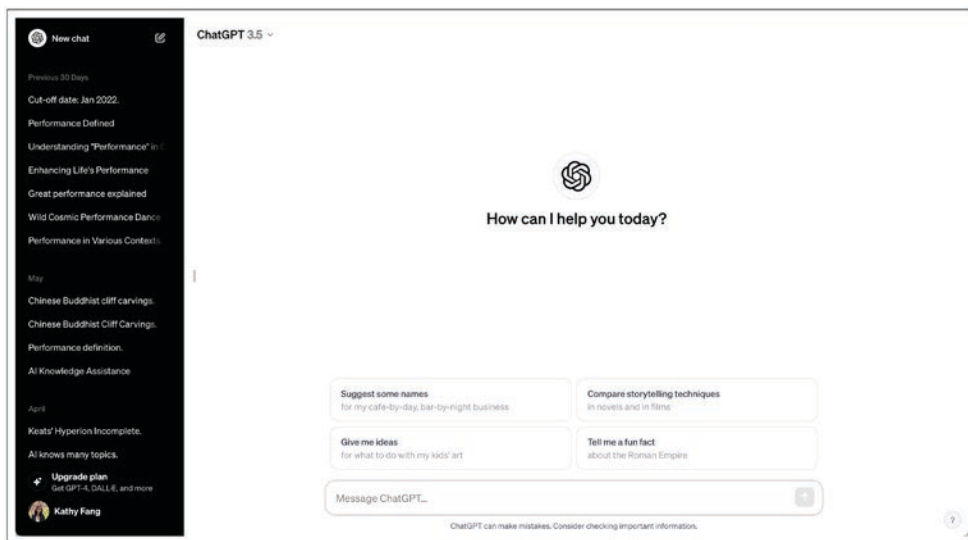 New chat
Previous 30 Days
Cut-off date: Jan 2022.
Performance Defined
Understanding "Performance" in
Enhancing Life's Performance
Great performance explained
Wild Cosmic Performance Dance
Performance in Various Contexts.
May
Chinese Buddhist cliff carvings.
Chinese Buddhist Cliff Carvings.
Performance definition.
AI Knowledge Assistance
April
Keats' Hyperion Incomplete.
AI knows many topics.
Upgrade plan
Get GPT-4, DALL·E, and more
Kathy Fang
ChatGPT 3.5
How can I help you today?
Suggest some names
for my cafe-by-day, bar-by-night business
Compare storytelling techniques
in novels and in films
Give me ideas
for what to do with my kids' art
Tell me a fun fact
about the Roman Empire
Message ChatGPT...
ChatGPT can make mistakes. Consider checking important information.
?